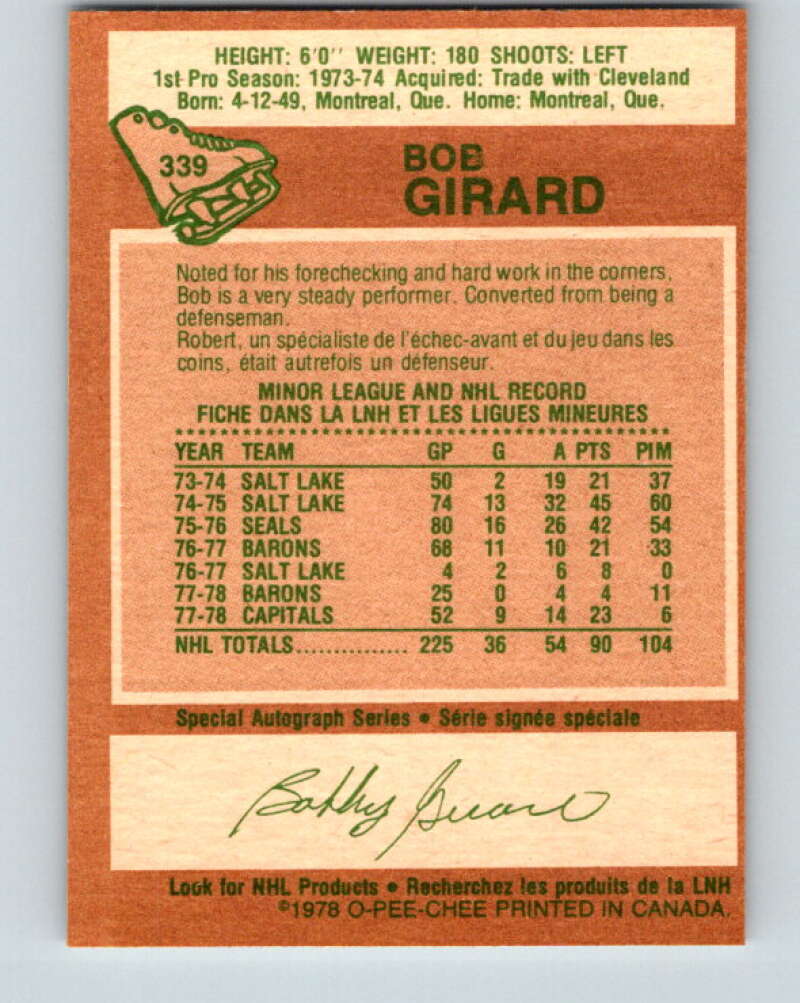 HEIGHT: 6'0'' WEIGHT: 180 SHOOTS: LEFT
1st Pro Season: 1973-74 Acquired: Trade with Cleveland
Born: 4-12-49, Montreal, Que. Home: Montreal, Que.
339
BOB
GIRARD
Noted for his forechecking and hard work in the corners,
Bob is a very steady performer. Converted from being a
defenseman.
Robert, un spécialiste de l'échec-avant et du jeu dans les
coins, était autrefois un défenseur.
MINOR LEAGUE AND NHL RECORD
FICHE DANS LA LNH ET LES LIGUES MINEURES
YEAR TEAM GP G A PTS PIM
73-74 SALT LAKE 50 2 19 21 37
74-75 SALT LAKE 74 13 32 45 60
75-76 SEALS 80 16 26 42 54
76-77 BARONS 68 11 10 21 33
76-77 SALT LAKE 4 2 6 8 0
77-78 BARONS 25 0 4 4 11
77-78 CAPITALS 52 9 14 23 6
NHL TOTALS............... 225 36 54 90 104
Special Autograph Series • Série signée spéciale
Bobby Girard
Look for NHL Products • Recherchez les produits de la LNH
©1978 O-PEE-CHEE PRINTED IN CANADA.